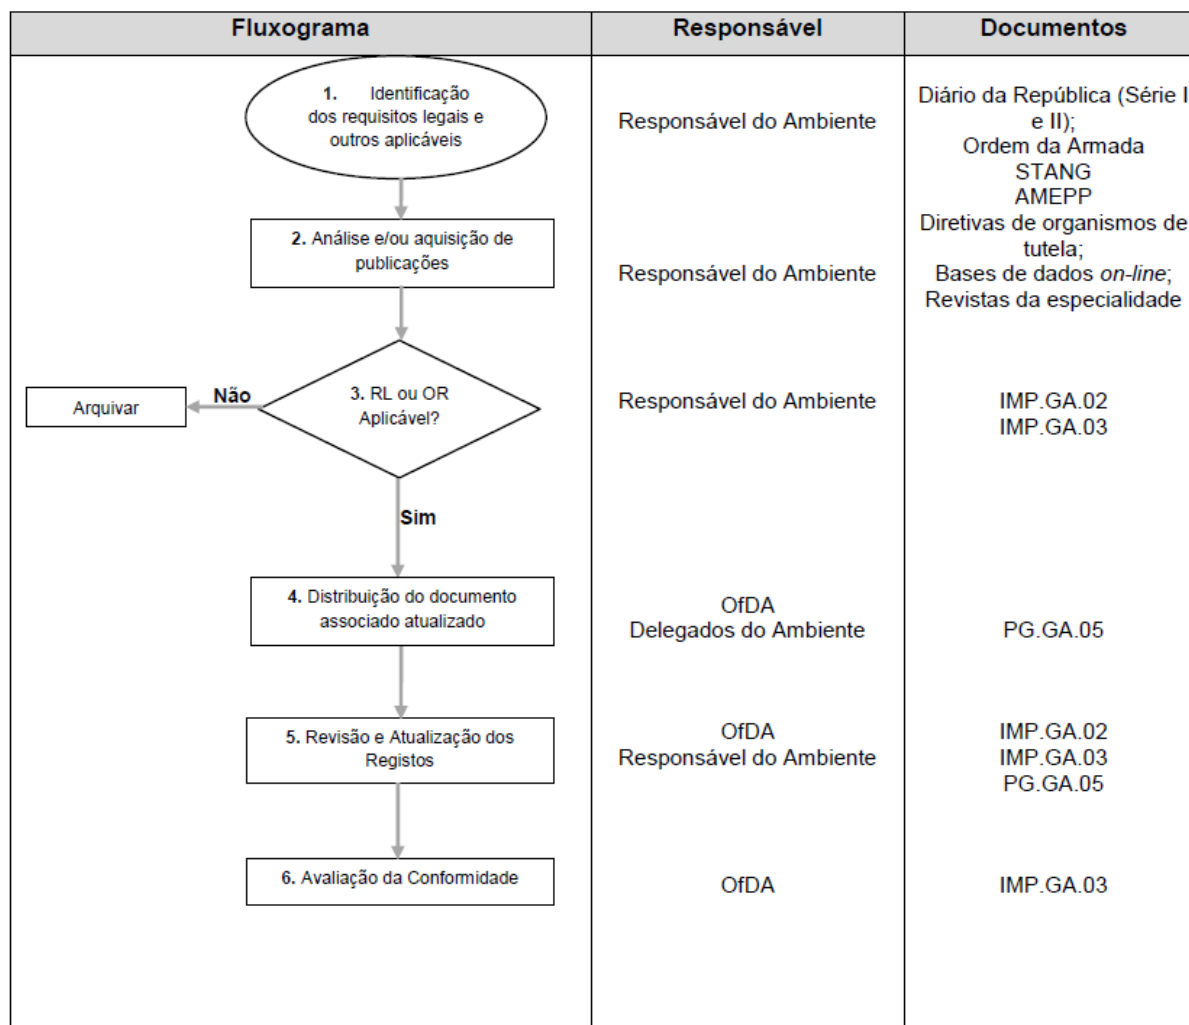 Fluxograma
Responsável
Documentos
1. Identificação
dos requisitos legais e
outros aplicáveis
Responsável do Ambiente
Diário da República (Série I
e II);
Ordem da Armada
STANG
AMEPP
Diretivas de organismos de
tutela;
Bases de dados on-line;
Revistas da especialidade
2. Análise e/ou aquisição de
publicações
Responsável do Ambiente
3. RL ou OR
Aplicável?
Não
Arquivar
Responsável do Ambiente
IMP.GA.02
IMP.GA.03
Sim
4. Distribuição do documento
associado atualizado
OfDA
Delegados do Ambiente
PG.GA.05
5. Revisão e Atualização dos
Registos
OfDA
Responsável do Ambiente
IMP.GA.02
IMP.GA.03
PG.GA.05
6. Avaliação da Conformidade
OfDA
IMP.GA.03